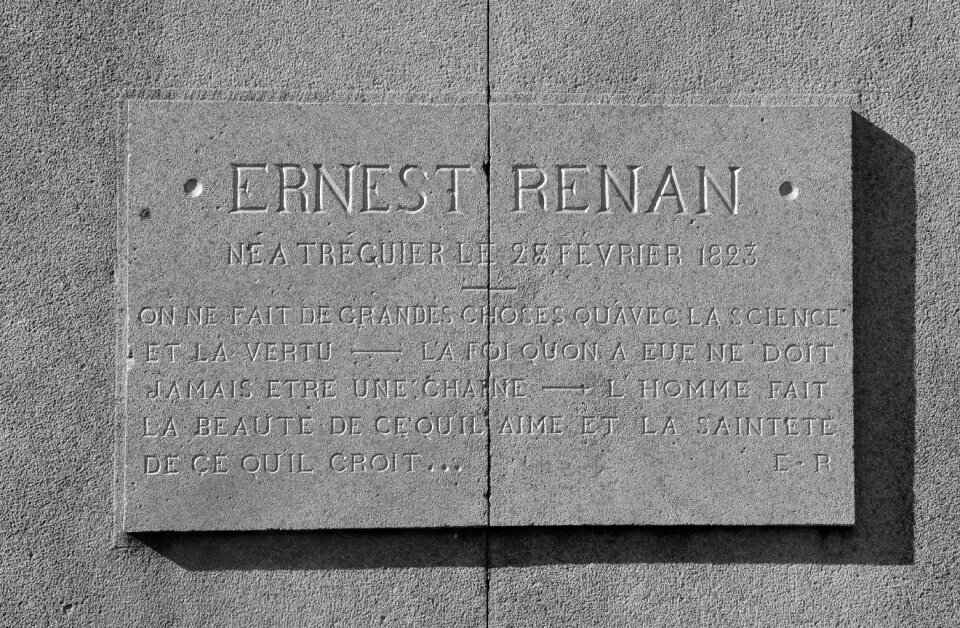 • ERNEST RENAN •
NÉ A TRÉGUIER LE 28 FÉVRIER 1823
ON NE FAIT DE GRANDES CHOSES QU'AVEC LA SCIENCE
ET LA VERTU — LA FOI QU'ON A EUE NE DOIT
JAMAIS ETRE UNE CHAINE — L'HOMME FAIT
LA BEAUTÉ DE CE QU'IL AIME ET LA SAINTETÉ
DE CE QU'IL CROIT...
E-R